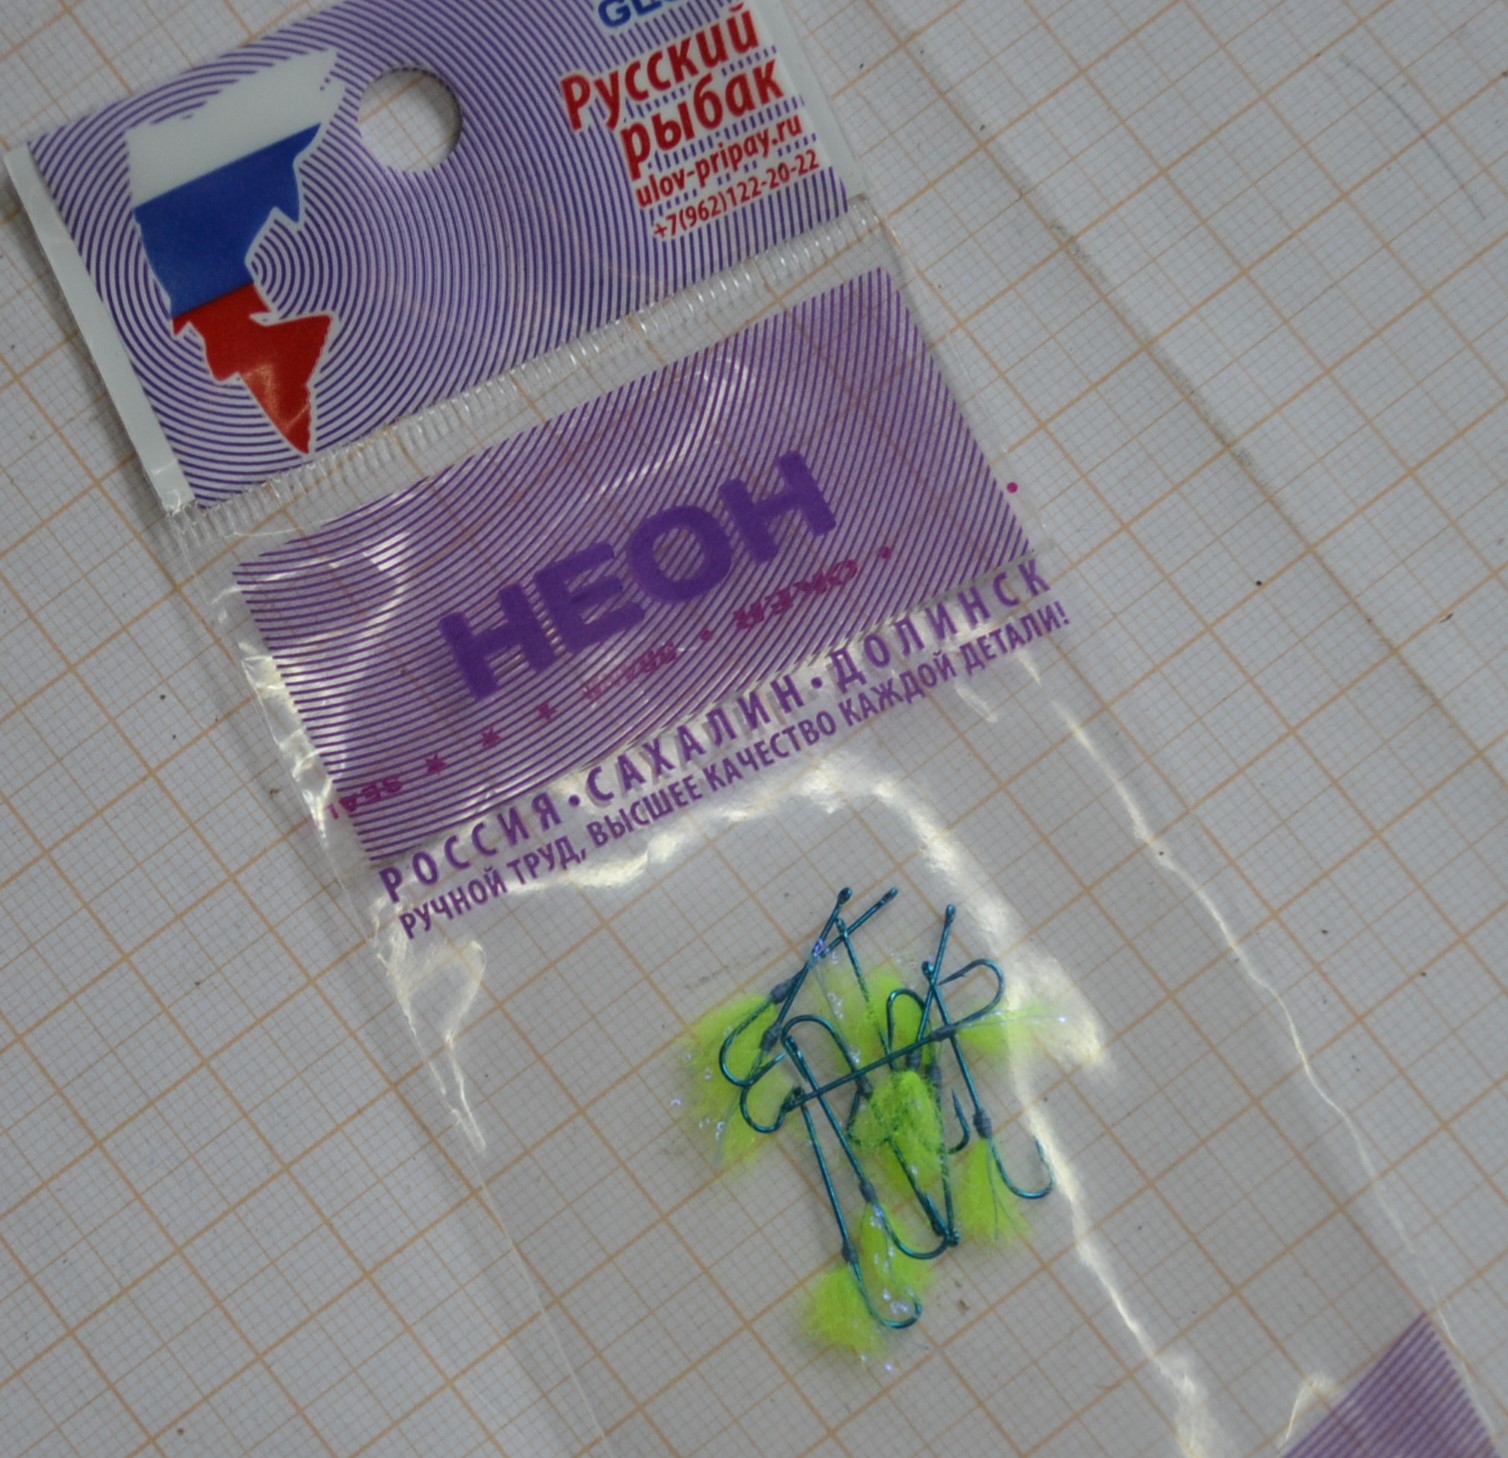 Русский
рыбак
ulov-pripay.ru
+7(962)122-20-22
НЕОН
РОССИЯ•САХАЛИН•ДОЛИНСК
РУЧНОЙ ТРУД, ВЫСШЕЕ КАЧЕСТВО КАЖДОЙ ДЕТАЛИ!